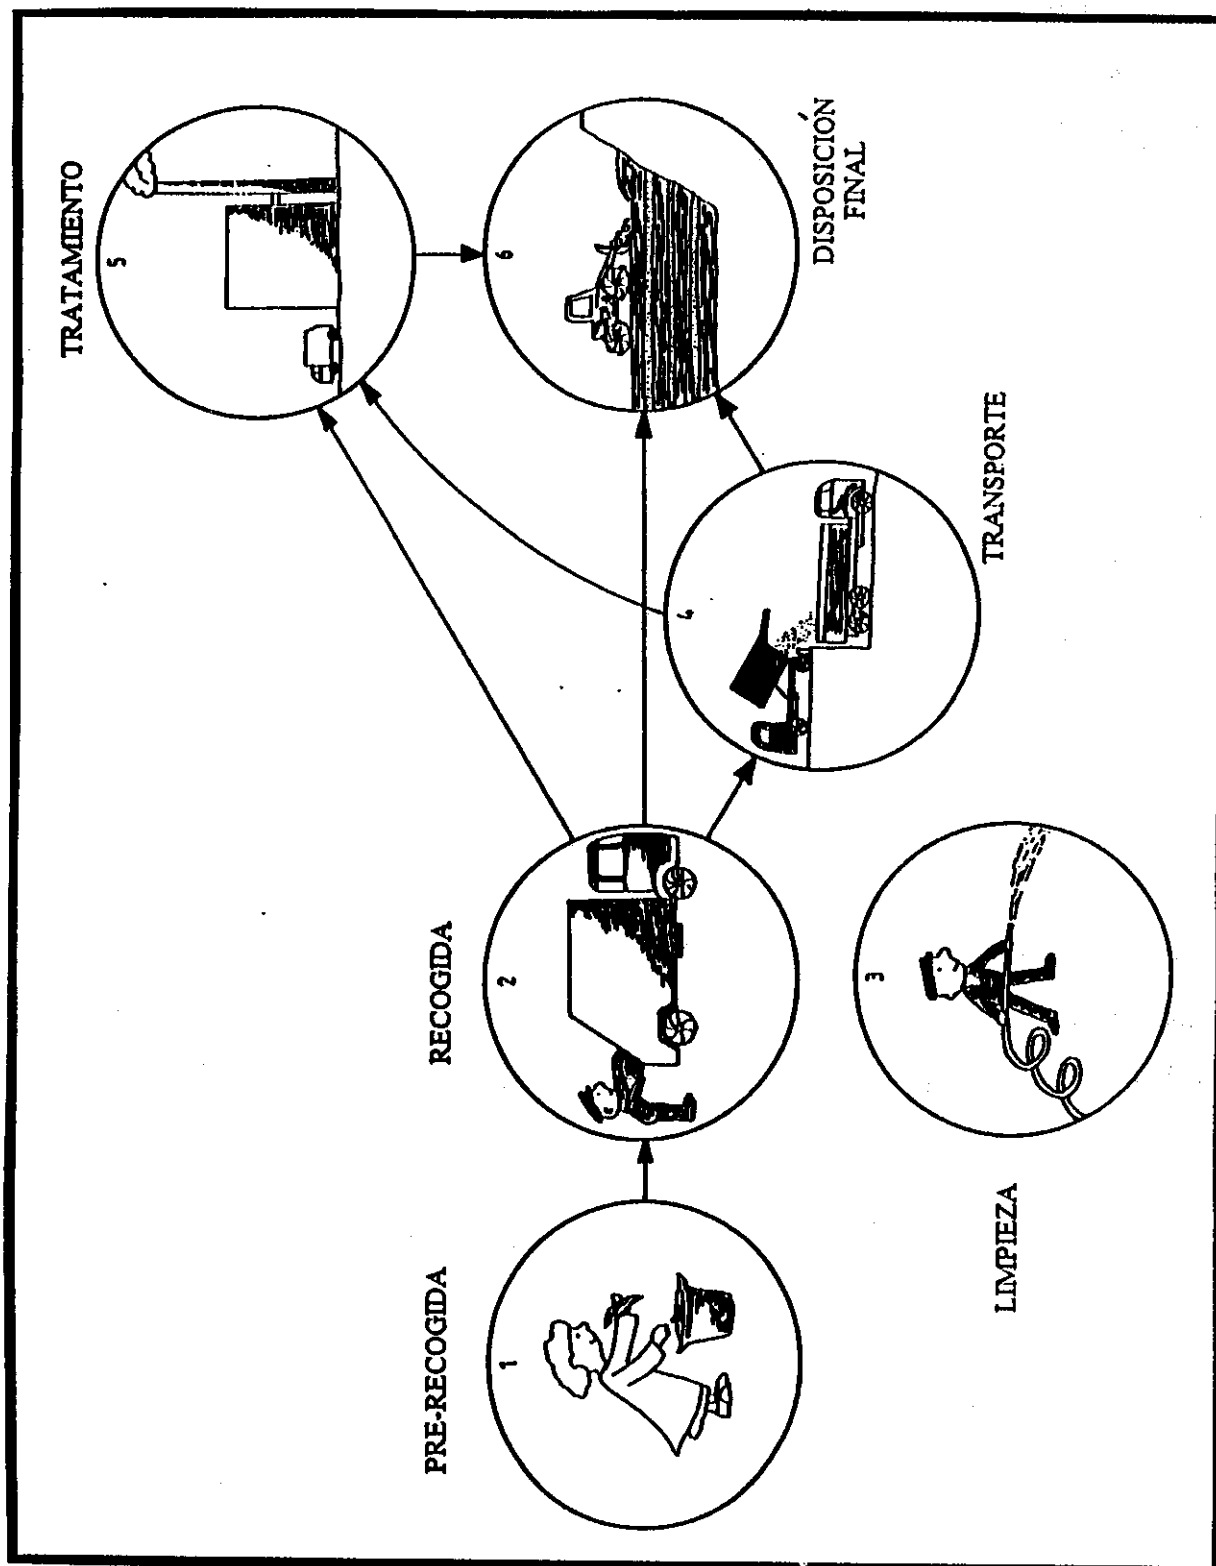 PRE-RECOGIDA
1
RECOGIDA
2
LIMPIEZA
3
TRANSPORTE
4
TRATAMIENTO
5
6
DISPOSICIÓN
FINAL